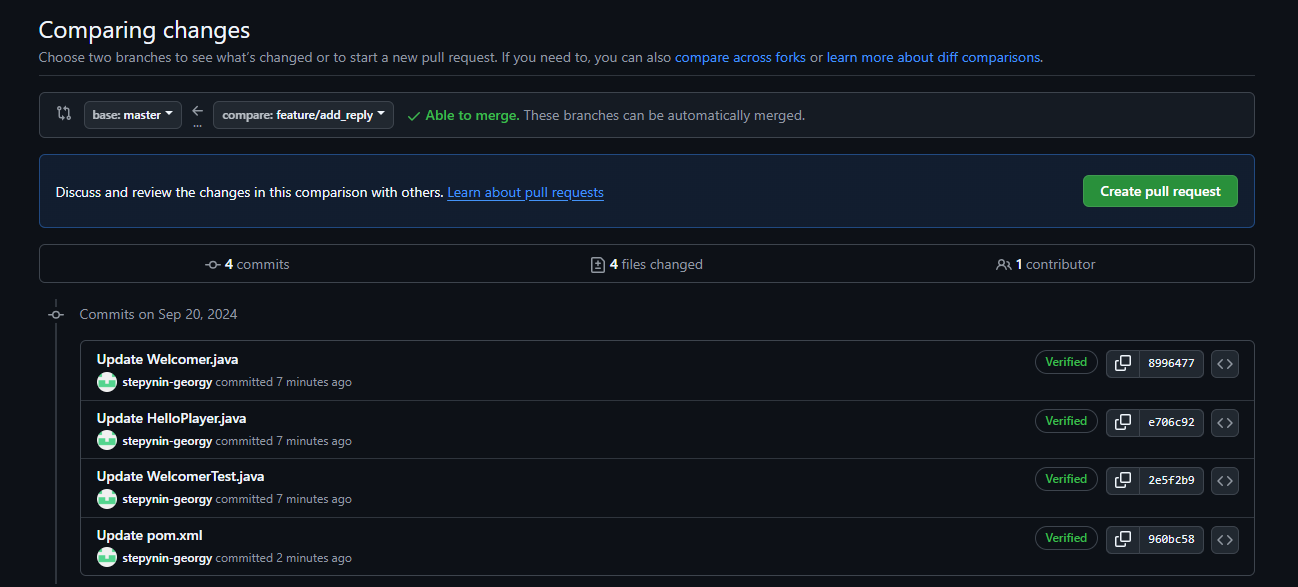 Comparing changes
Choose two branches to see what's changed or to start a new pull request. If you need to, you can also compare across forks or learn more about diff comparisons.
base: master ... compare: feature/add_reply Able to merge. These branches can be automatically merged.
Discuss and review the changes in this comparison with others. Learn about pull requests Create pull request
4 commits 4 files changed 1 contributor
Commits on Sep 20, 2024
Update Welcomer.java Verified 8996477
stepynin-georgy committed 7 minutes ago
Update HelloPlayer.java Verified e706c92
stepynin-georgy committed 7 minutes ago
Update WelcomerTest.java Verified 2e5f2b9
stepynin-georgy committed 7 minutes ago
Update pom.xml Verified 960bc58
stepynin-georgy committed 2 minutes ago